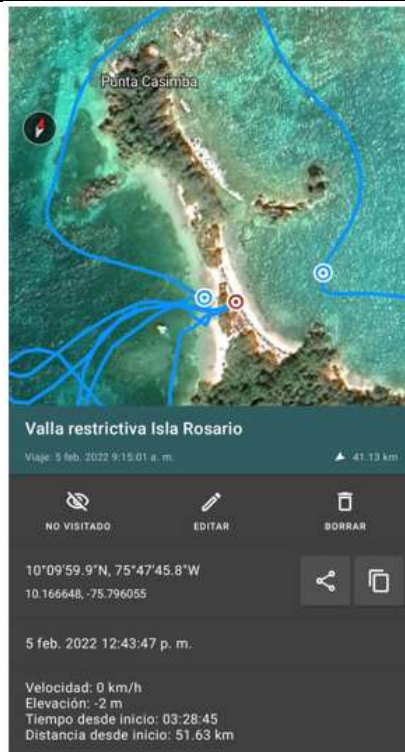 Punta Casimba
Valla restrictiva Isla Rosario
Viaje: 5 feb. 2022 9:15:01 a. m.
41.13 km
NO VISITADO
EDITAR
BORRAR
10°09'59.9"N, 75°47'45.8"W
10.166648, -75.796055
5 feb. 2022 12:43:47 p. m.
Velocidad: 0 km/h
Elevación: -2 m
Tiempo desde inicio: 03:28:45
Distancia desde inicio: 51.63 km